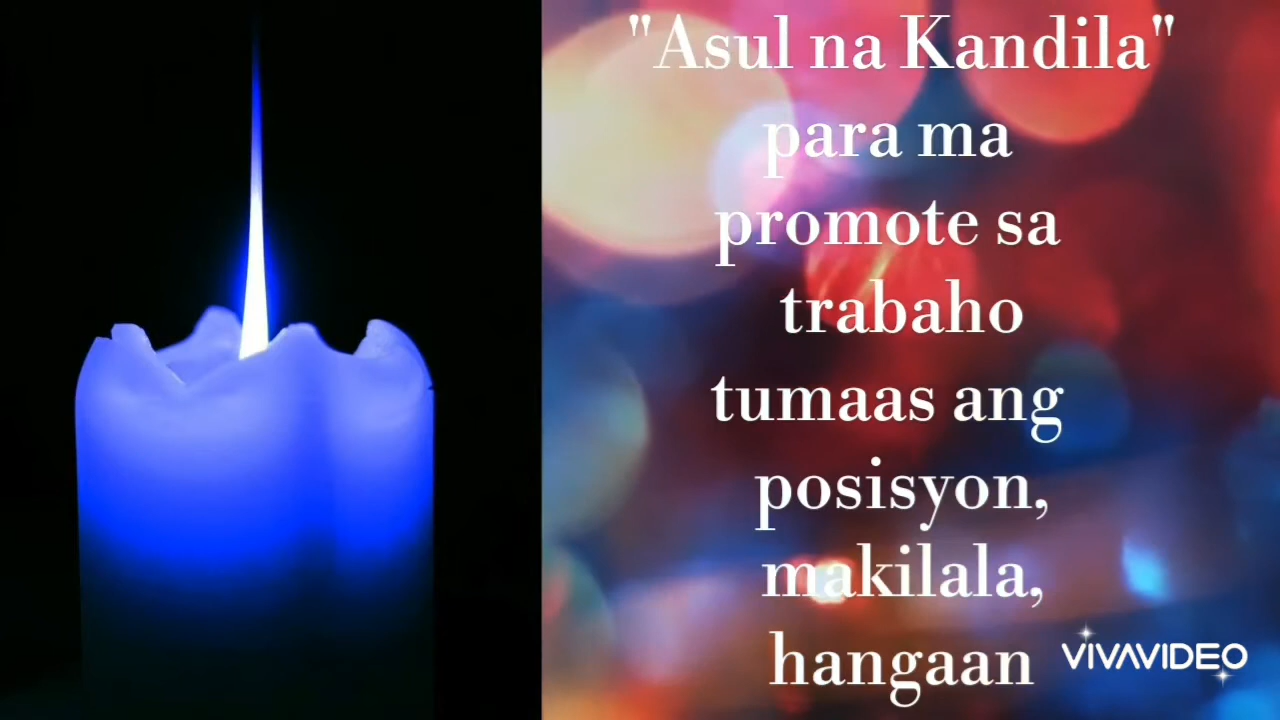 "Asul na Kandila"
para ma
promote sa
trabaho
tumaas ang
posisyon,
makilala,
hangaan
VIVAVIDEO